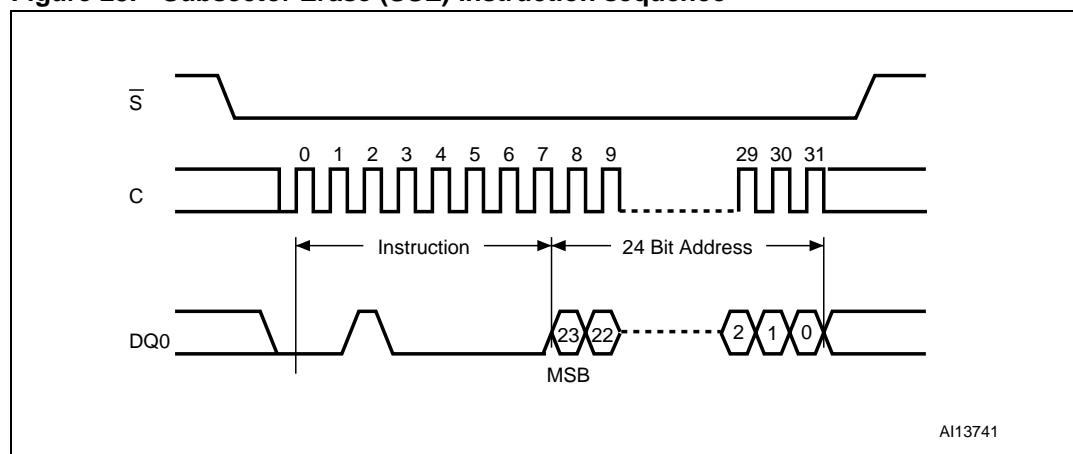 Figure Subsector Erase (SSE) instruction sequence
S
0 1 2 3 4 5 6 7 8 9 29 30 31
C
Instruction 24 Bit Address
DQ0 23 22 2 1 0
MSB
AI13741